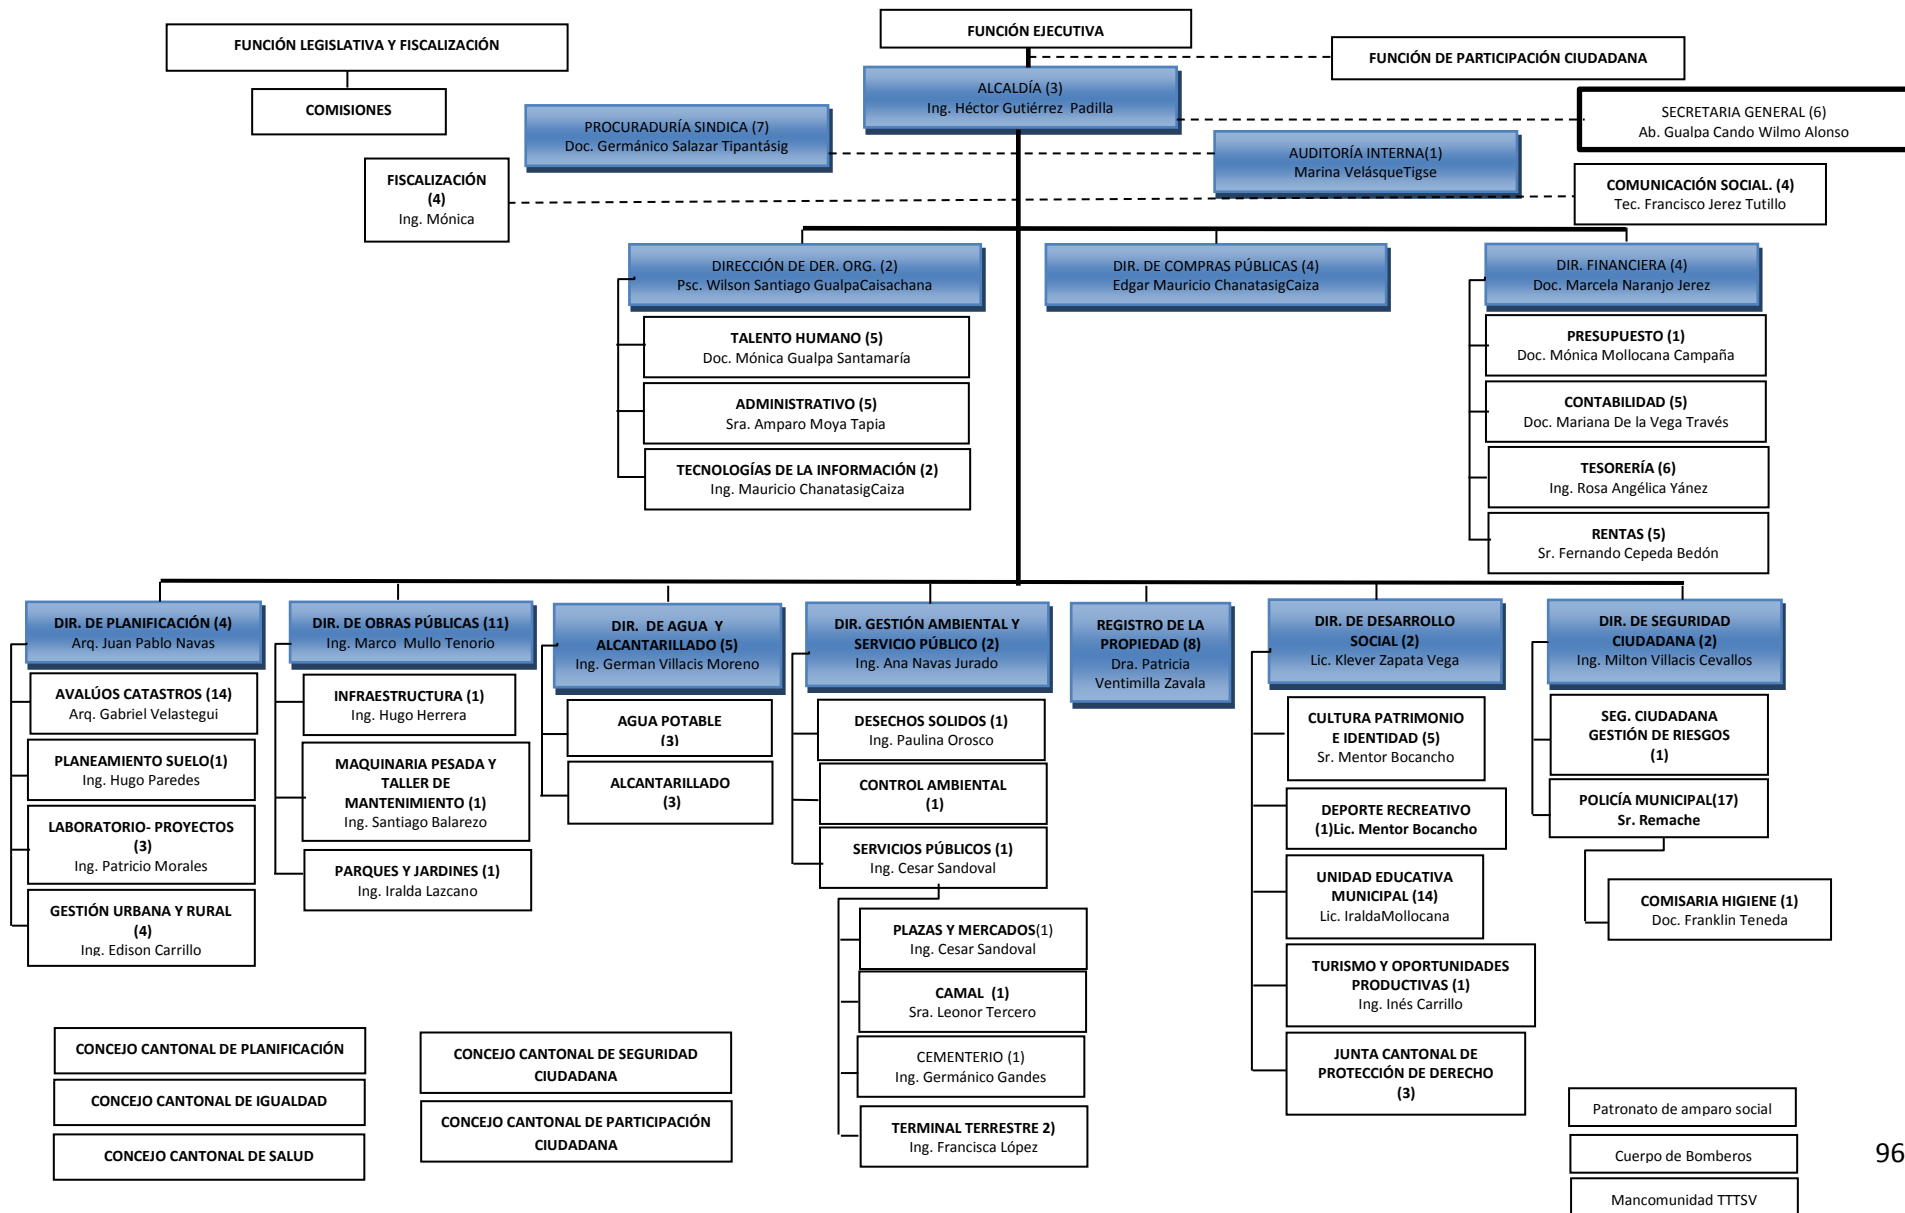 FUNCIÓN LEGISLATIVA Y FISCALIZACIÓN
COMISIONES
FUNCIÓN EJECUTIVA
FUNCIÓN DE PARTICIPACIÓN CIUDADANA
ALCALDÍA (3)
Ing. Héctor Gutiérrez Padilla
SECRETARIA GENERAL (6)
Ab. Gualpa Cando Wilmo Alonso
PROCURADURÍA SINDICA (7)
Doc. Germánico Salazar Tipantásig
AUDITORÍA INTERNA(1)
Marina VelásqueTigse
FISCALIZACIÓN
(4)
Ing. Mónica
COMUNICACIÓN SOCIAL. (4)
Tec. Francisco Jerez Tutillo
DIRECCIÓN DE DER. ORG. (2)
Psc. Wilson Santiago GualpaCaisachana
TALENTO HUMANO (5)
Doc. Mónica Gualpa Santamaría
ADMINISTRATIVO (5)
Sra. Amparo Moya Tapia
TECNOLOGÍAS DE LA INFORMACIÓN (2)
Ing. Mauricio ChanatasigCaiza
DIR. DE COMPRAS PÚBLICAS (4)
Edgar Mauricio ChanatasigCaiza
DIR. FINANCIERA (4)
Doc. Marcela Naranjo Jerez
PRESUPUESTO (1)
Doc. Mónica Mollocana Campaña
CONTABILIDAD (5)
Doc. Mariana De la Vega Través
TESORERÍA (6)
Ing. Rosa Angélica Yánez
RENTAS (5)
Sr. Fernando Cepeda Bedón
DIR. DE PLANIFICACIÓN (4)
Arq. Juan Pablo Navas
AVALÚOS CATASTROS (14)
Arq. Gabriel Velastegui
PLANEAMIENTO SUELO(1)
Ing. Hugo Paredes
LABORATORIO- PROYECTOS
(3)
Ing. Patricio Morales
GESTIÓN URBANA Y RURAL
(4)
Ing. Edison Carrillo
DIR. DE OBRAS PÚBLICAS (11)
Ing. Marco Mullo Tenorio
INFRAESTRUCTURA (1)
Ing. Hugo Herrera
MAQUINARIA PESADA Y
TALLER DE
MANTENIMIENTO (1)
Ing. Santiago Balarezo
PARQUES Y JARDINES (1)
Ing. Iralda Lazcano
DIR. DE AGUA Y
ALCANTARILLADO (5)
Ing. German Villacis Moreno
AGUA POTABLE
(3)
ALCANTARILLADO
(3)
DIR. GESTIÓN AMBIENTAL Y
SERVICIO PÚBLICO (2)
Ing. Ana Navas Jurado
DESECHOS SOLIDOS (1)
Ing. Paulina Orosco
CONTROL AMBIENTAL
(1)
SERVICIOS PÚBLICOS (1)
Ing. Cesar Sandoval
PLAZAS Y MERCADOS(1)
Ing. Cesar Sandoval
CAMAL (1)
Sra. Leonor Tercero
CEMENTERIO (1)
Ing. Germánico Gandes
TERMINAL TERRESTRE 2)
Ing. Francisca López
REGISTRO DE LA
PROPIEDAD (8)
Dra. Patricia
Ventimilla Zavala
DIR. DE DESARROLLO
SOCIAL (2)
Lic. Klever Zapata Vega
CULTURA PATRIMONIO
E IDENTIDAD (5)
Sr. Mentor Bocancho
DEPORTE RECREATIVO
(1)Lic. Mentor Bocancho
UNIDAD EDUCATIVA
MUNICIPAL (14)
Lic. IraldaMollocana
TURISMO Y OPORTUNIDADES
PRODUCTIVAS (1)
Ing. Inés Carrillo
JUNTA CANTONAL DE
PROTECCIÓN DE DERECHO
(3)
DIR. DE SEGURIDAD
CIUDADANA (2)
Ing. Milton Villacis Cevallos
SEG. CIUDADANA
GESTIÓN DE RIESGOS
(1)
POLICÍA MUNICIPAL(17)
Sr. Remache
COMISARIA HIGIENE (1)
Doc. Franklin Teneda
CONCEJO CANTONAL DE PLANIFICACIÓN
CONCEJO CANTONAL DE IGUALDAD
CONCEJO CANTONAL DE SALUD
CONCEJO CANTONAL DE SEGURIDAD
CIUDADANA
CONCEJO CANTONAL DE PARTICIPACIÓN
CIUDADANA
Patronato de amparo social
Cuerpo de Bomberos
Mancomunidad TTTSV
96